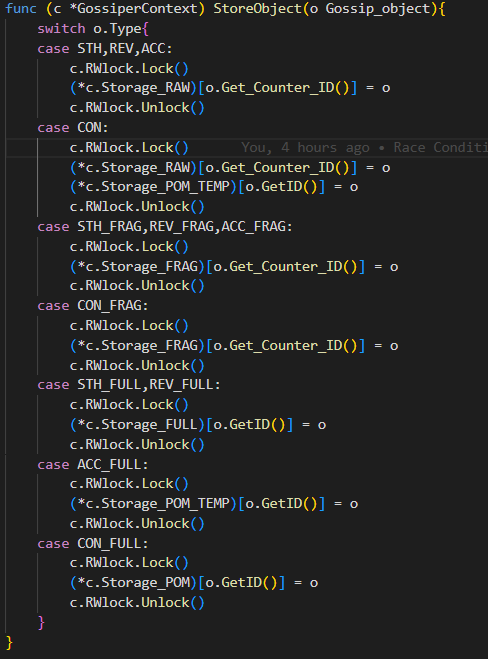 func (c *GossiperContext) StoreObject(o Gossip_object){
    switch o.Type{
    case STH,REV,ACC:
        c.RWlock.Lock()
        (*c.Storage_RAW)[o.Get_Counter_ID()] = o
        c.RWlock.Unlock()
    case CON:
        c.RWlock.Lock()      You, 4 hours ago • Race Conditi
        (*c.Storage_RAW)[o.Get_Counter_ID()] = o
        (*c.Storage_POM_TEMP)[o.GetID()] = o
        c.RWlock.Unlock()
    case STH_FRAG,REV_FRAG,ACC_FRAG:
        c.RWlock.Lock()
        (*c.Storage_FRAG)[o.Get_Counter_ID()] = o
        c.RWlock.Unlock()
    case CON_FRAG:
        c.RWlock.Lock()
        (*c.Storage_FRAG)[o.Get_Counter_ID()] = o
        c.RWlock.Unlock()
    case STH_FULL,REV_FULL:
        c.RWlock.Lock()
        (*c.Storage_FULL)[o.GetID()] = o
        c.RWlock.Unlock()
    case ACC_FULL:
        c.RWlock.Lock()
        (*c.Storage_POM_TEMP)[o.GetID()] = o
        c.RWlock.Unlock()
    case CON_FULL:
        c.RWlock.Lock()
        (*c.Storage_POM)[o.GetID()] = o
        c.RWlock.Unlock()
    }
}